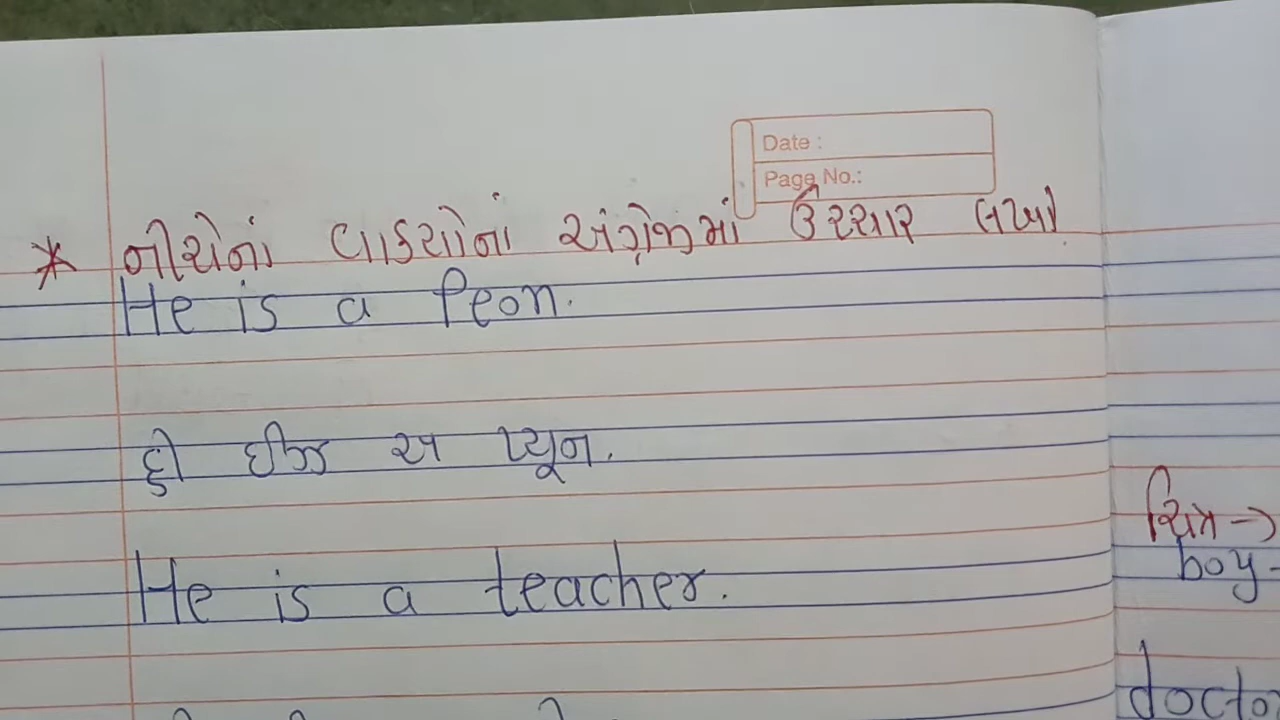 Date :
Page No.:
* નીચેનાં વાક્યોનાં અંગ્રેજીમાં ઉચ્ચાર લખો
He is a Peon.
હી ઈઝ અ પ્યૂન.
He is a teacher.
ચિત્ર →
boy -
docto